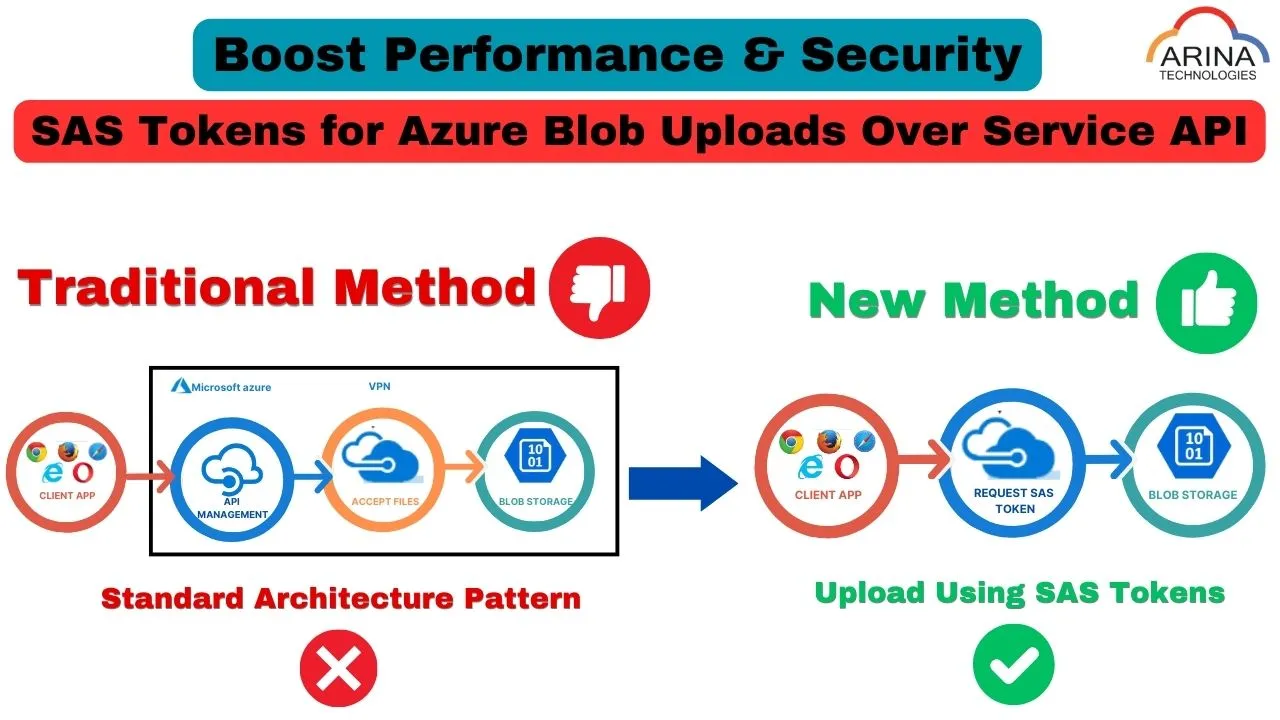 Boost Performance & Security
ARINA
TECHNOLOGIES
SAS Tokens for Azure Blob Uploads Over Service API
Traditional Method
New Method
Microsoft azure
VPN
CLIENT APP
API
MANAGEMENT
ACCEPT FILES
10
01
BLOB STORAGE
CLIENT APP
REQUEST SAS
TOKEN
10
01
BLOB STORAGE
Standard Architecture Pattern
Upload Using SAS Tokens